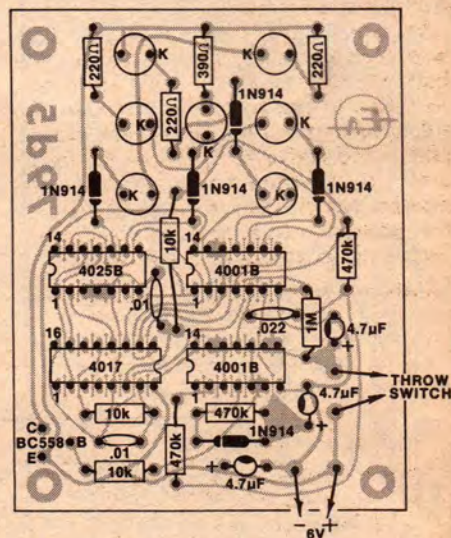 220Ω
K
390Ω
K
220Ω
1N914
K
220Ω
K
K
1N914
K
1N914
K
1N914
10k
470k
14
4025B
1
14
4001B
1
.01
.022
1M
4.7µF
+
16
4017
1
14
4001B
1
THROW
SWITCH
4.7µF
+
C
BC558
B
E
10k
.01
10k
470k
470k
1N914
+
4.7µF
- +
6V